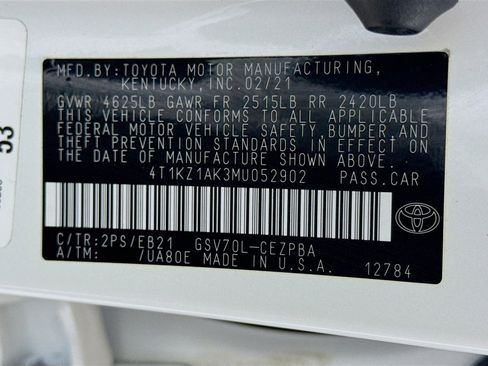 MFD. BY: TOYOTA MOTOR MANUFACTURING,
KENTUCKY, INC. 02/21
GVWR 4625LB GAWR FR 2515LB RR 2420LB
THIS VEHICLE CONFORMS TO ALL APPLICABLE
FEDERAL MOTOR VEHICLE SAFETY, BUMPER, AND
THEFT PREVENTION STANDARDS IN EFFECT ON
THE DATE OF MANUFACTURE SHOWN ABOVE.
4T1KZ1AK3MU052902 PASS.CAR
C/TR:2PS/EB21 GSV70L-CEZPBA
A/TM: /UA80E MADE IN U.S.A. 12784
53